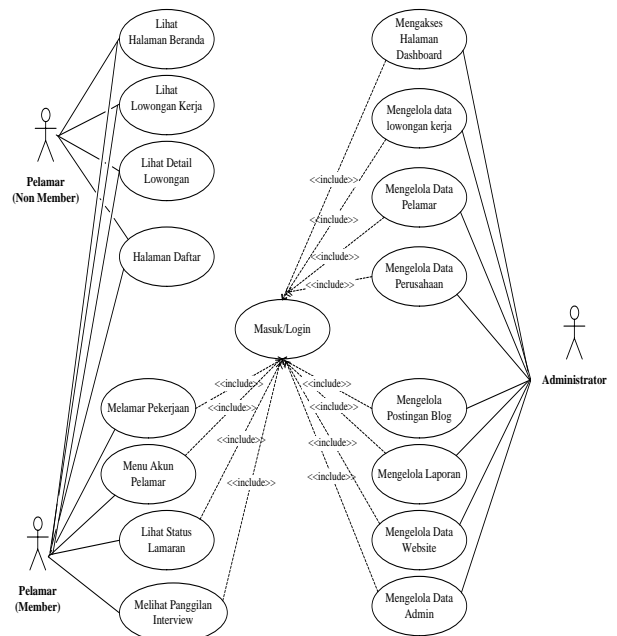 Lihat
Halaman Beranda
Lihat
Lowongan Kerja
Pelamar
(Non Member)
Lihat Detail
Lowongan
Halaman Daftar
Mengakses
Halaman
Dashboard
Mengelola data
lowongan kerja
<<include>>
Mengelola Data
Pelamar
<<include>>
<<include>>
Mengelola Data
Perusahaan
<<include>>
Masuk/Login
Administrator
<<include>>
<<include>>
Melamar Pekerjaan
<<include>>
<<include>>
Mengelola
Postingan Blog
<<include>>
<<include>>
Menu Akun
Pelamar
Mengelola Laporan
<<include>>
<<include>>
Lihat Status
Lamaran
Mengelola Data
Website
Pelamar
(Member)
Melihat Panggilan
Interview
Mengelola Data
Admin